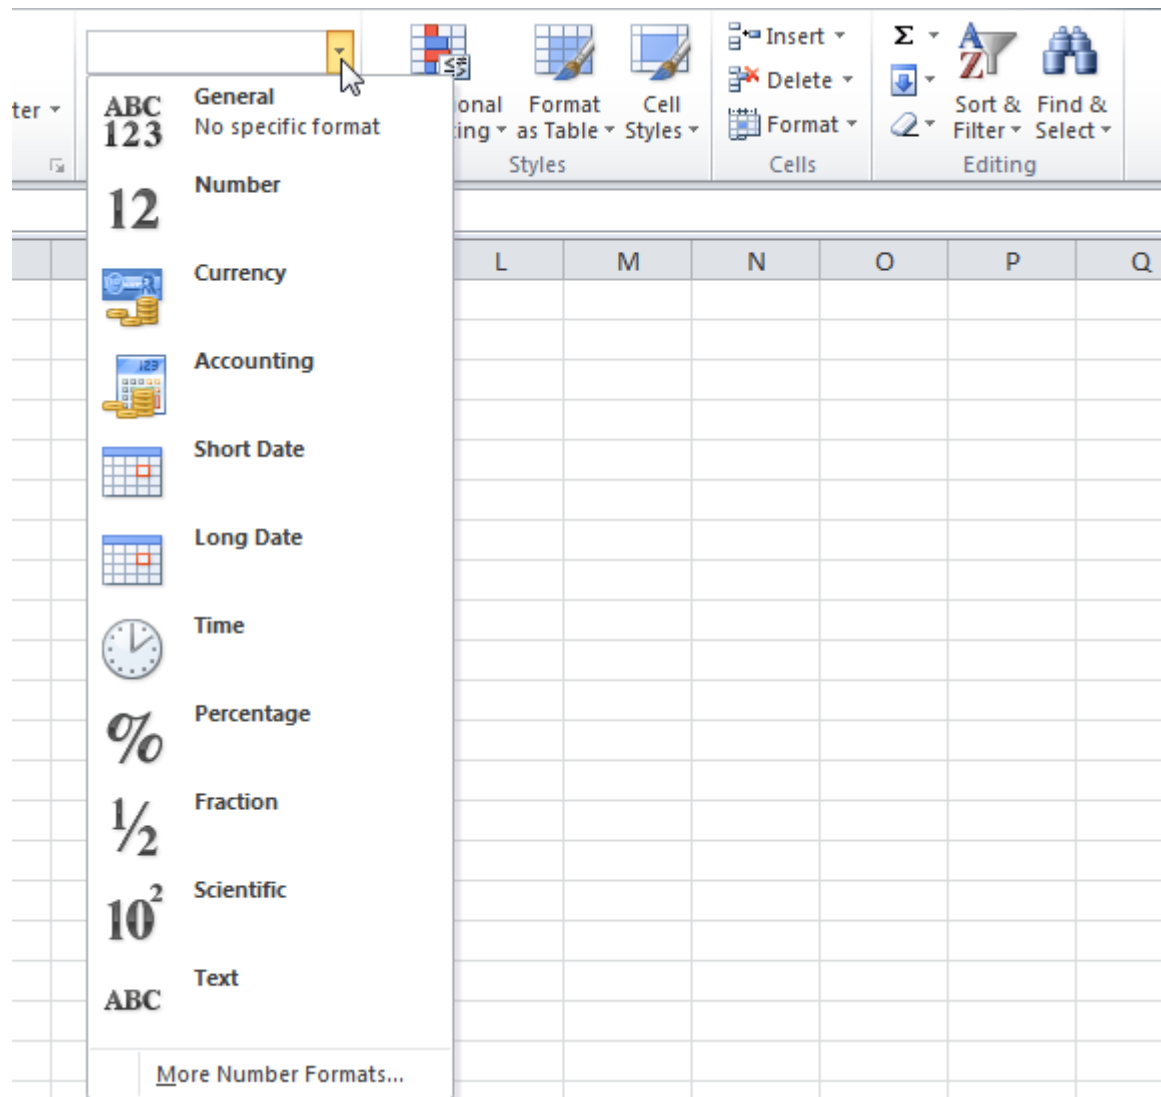 Insert
Σ
A
Z
ter
onal
Format
Cell
Delete
Sort &
Find &
ing
as Table
Styles
Format
Filter
Select
Styles
Cells
Editing
ABC
123
General
No specific format
12
Number
Currency
123
Accounting
Short Date
Long Date
Time
%
Percentage
1/2
Fraction
10²
Scientific
ABC
Text
More Number Formats...
L
M
N
O
P
Q